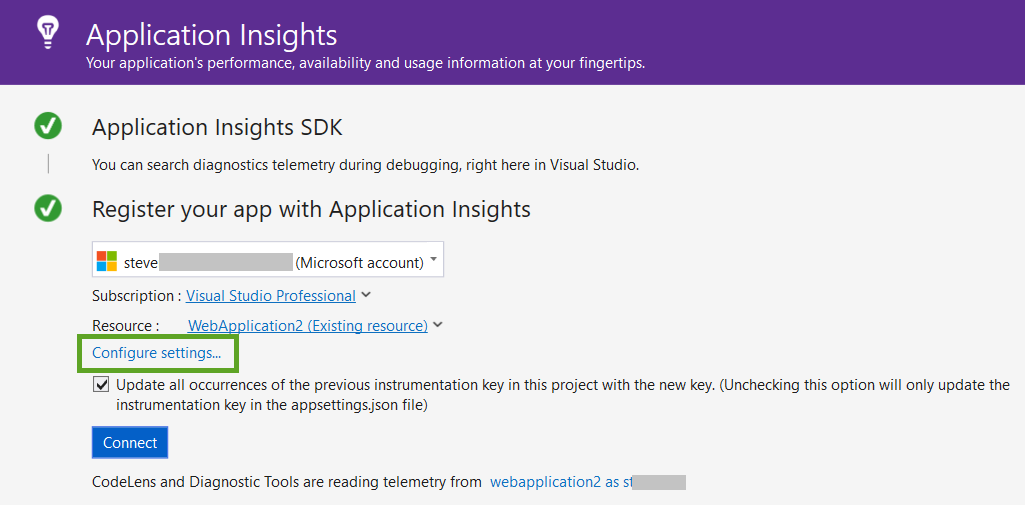 Application Insights
Your application's performance, availability and usage information at your fingertips.
Application Insights SDK
You can search diagnostics telemetry during debugging, right here in Visual Studio.
Register your app with Application Insights
steve (Microsoft account)
Subscription : Visual Studio Professional
Resource : WebApplication2 (Existing resource)
Configure settings...
Update all occurrences of the previous instrumentation key in this project with the new key. (Unchecking this option will only update the
instrumentation key in the appsettings.json file)
Connect
CodeLens and Diagnostic Tools are reading telemetry from webapplication2 as